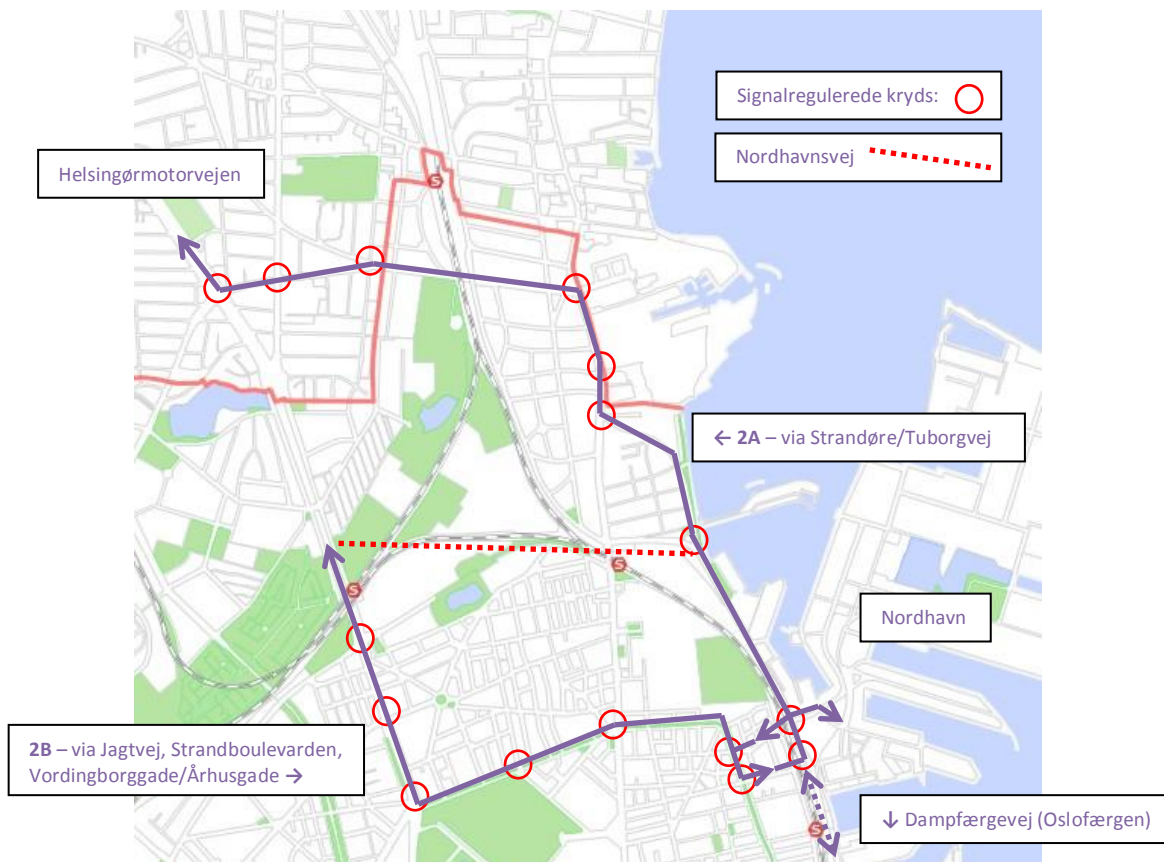 Signalregulerede kryds:
Nordhavnsvej
Helsingørmotorvejen
S
← 2A – via Strandøre/Tuborgvej
S
S
Nordhavn
2B – via Jagtvej, Strandboulevarden,
Vordingborggade/Århusgade →
↓ Dampfærgevej (Oslofærgen)
S